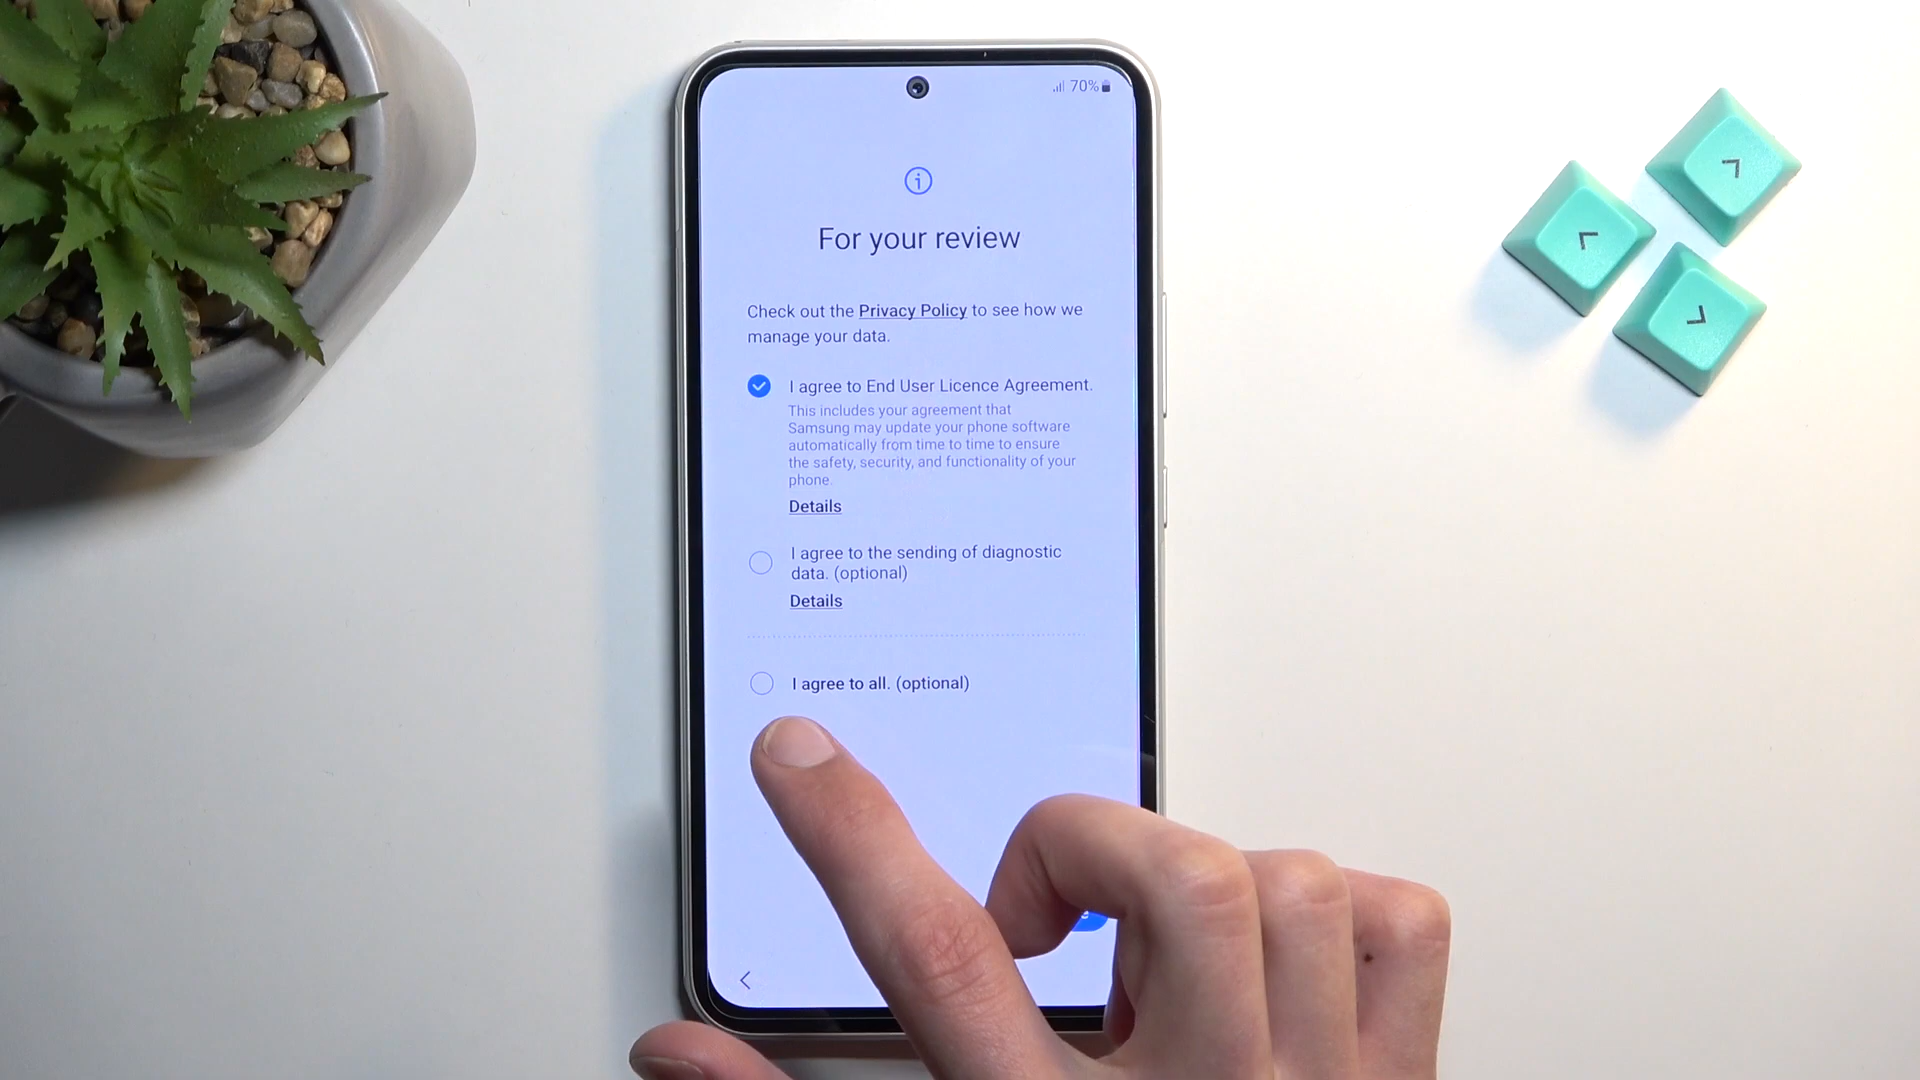 70%
For your review
Check out the Privacy Policy to see how we
manage your data.
I agree to End User Licence Agreement.
This includes your agreement that
Samsung may update your phone software
automatically from time to time to ensure
the safety, security, and functionality of your
phone.
Details
I agree to the sending of diagnostic
data. (optional)
Details
I agree to all. (optional)